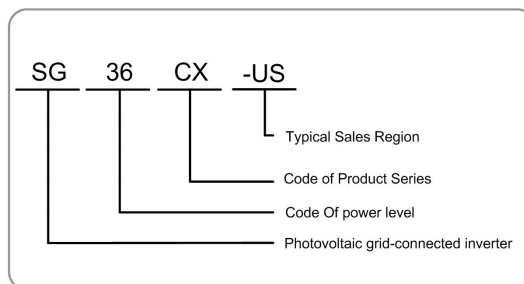 SG 36 CX -US
Typical Sales Region
Code of Product Series
Code Of power level
Photovoltaic grid-connected inverter